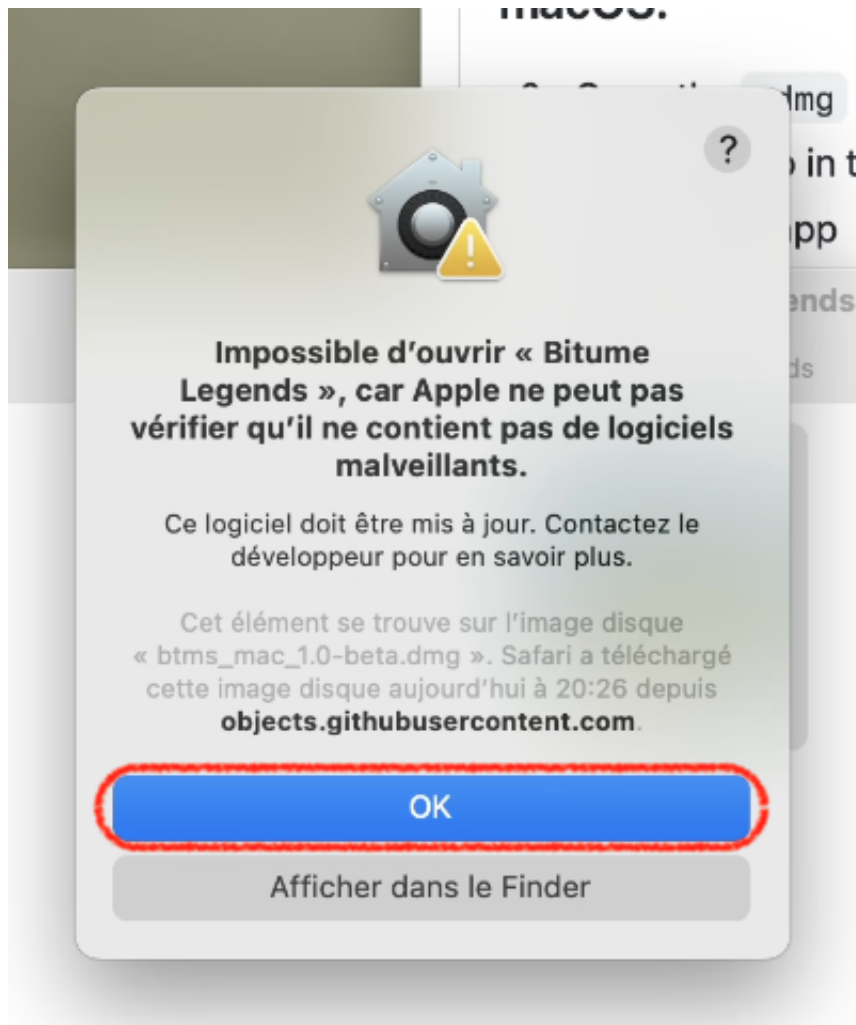 macOS.
dmg
in t
?
app
ends
ds
Impossible d’ouvrir « Bitume
Legends », car Apple ne peut pas
vérifier qu’il ne contient pas de logiciels
malveillants.
Ce logiciel doit être mis à jour. Contactez le
développeur pour en savoir plus.
Cet élément se trouve sur l’image disque
« btms_mac_1.0-beta.dmg ». Safari a téléchargé
cette image disque aujourd’hui à 20:26 depuis
objects.githubusercontent.com.
OK
Afficher dans le Finder